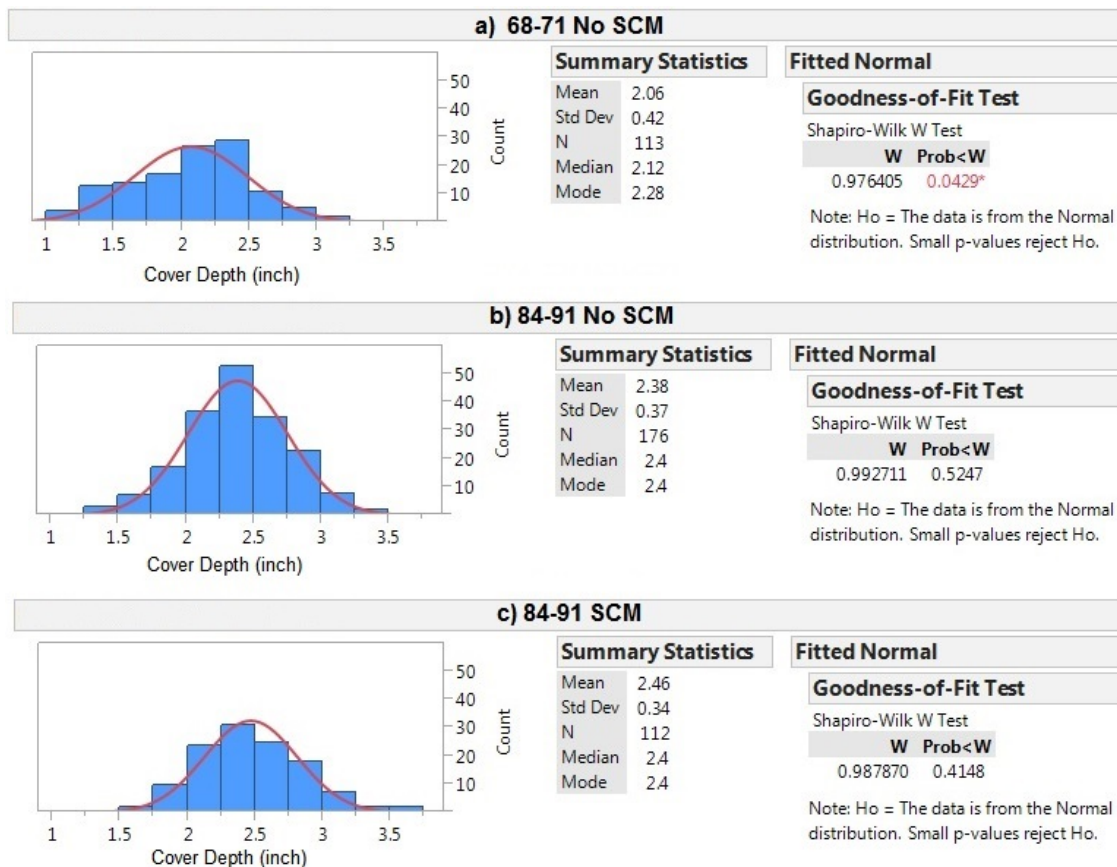 a) 68-71 No SCM
50
40
30
20
10
Count
1 1.5 2 2.5 3 3.5
Cover Depth (inch)
Summary Statistics
Mean 2.06
Std Dev 0.42
N 113
Median 2.12
Mode 2.28
Fitted Normal
Goodness-of-Fit Test
Shapiro-Wilk W Test
W Prob<W
0.976405 0.0429*
Note: Ho = The data is from the Normal
distribution. Small p-values reject Ho.
b) 84-91 No SCM
50
40
30
20
10
Count
1 1.5 2 2.5 3 3.5
Cover Depth (inch)
Summary Statistics
Mean 2.38
Std Dev 0.37
N 176
Median 2.4
Mode 2.4
Fitted Normal
Goodness-of-Fit Test
Shapiro-Wilk W Test
W Prob<W
0.992711 0.5247
Note: Ho = The data is from the Normal
distribution. Small p-values reject Ho.
c) 84-91 SCM
50
40
30
20
10
Count
1 1.5 2 2.5 3 3.5
Cover Depth (inch)
Summary Statistics
Mean 2.46
Std Dev 0.34
N 112
Median 2.4
Mode 2.4
Fitted Normal
Goodness-of-Fit Test
Shapiro-Wilk W Test
W Prob<W
0.987870 0.4148
Note: Ho = The data is from the Normal
distribution. Small p-values reject Ho.